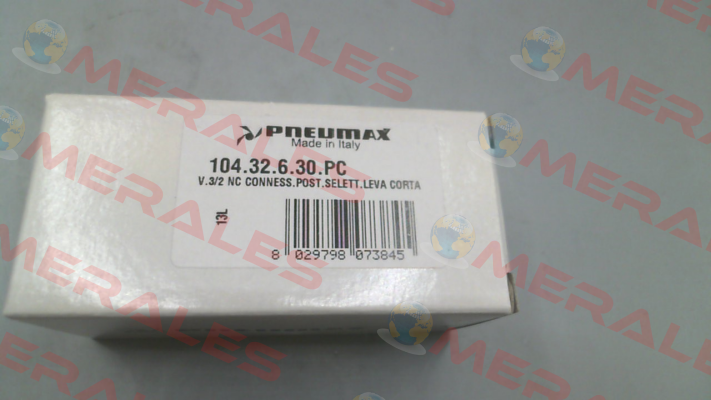 PNEUMAX
Made in Italy
104.32.6.30.PC
V.3/2 NC CONNESS.POST.SELETT.LEVA CORTA
13L
8 029798 073845
MERALES
MERALES
MERALES
MERALES
MERALES